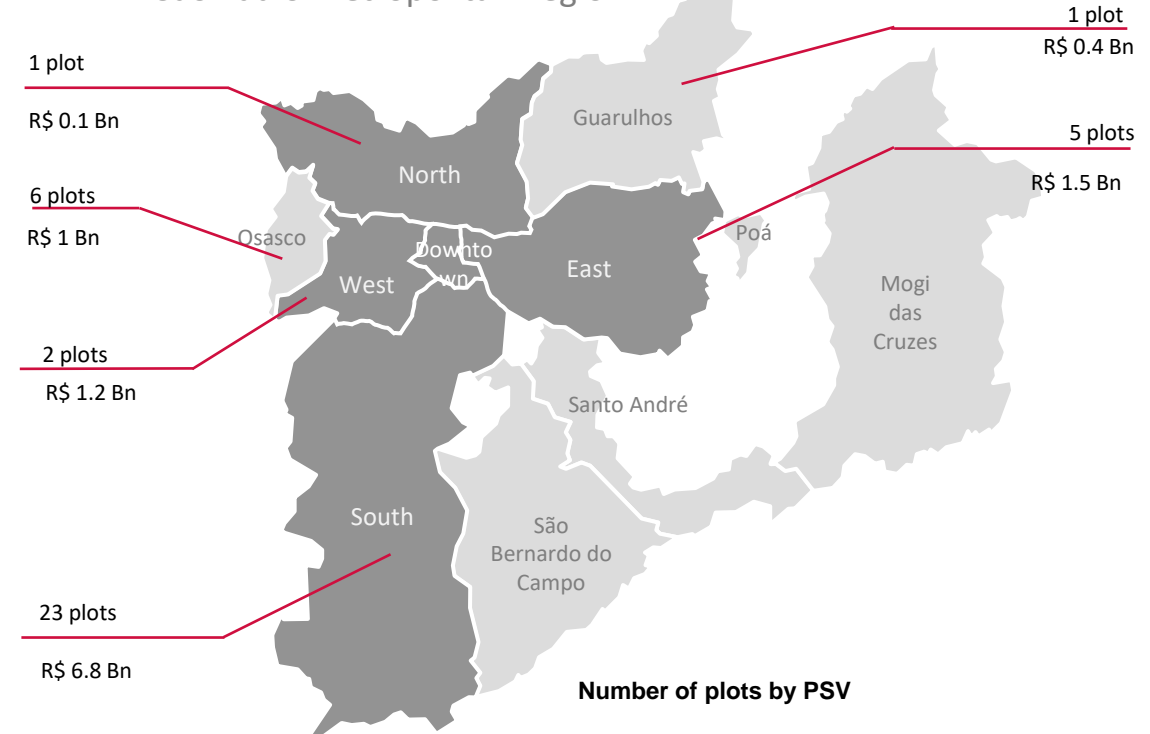 1 plot
R$ 0.4 Bn
1 plot
R$ 0.1 Bn
Guarulhos
5 plots
R$ 1.5 Bn
North
6 plots
R$ 1 Bn
Osasco
Downto
wn
Poá
East
West
Mogi
das
Cruzes
2 plots
R$ 1.2 Bn
Santo André
South
São
Bernardo do
Campo
23 plots
R$ 6.8 Bn
Number of plots by PSV